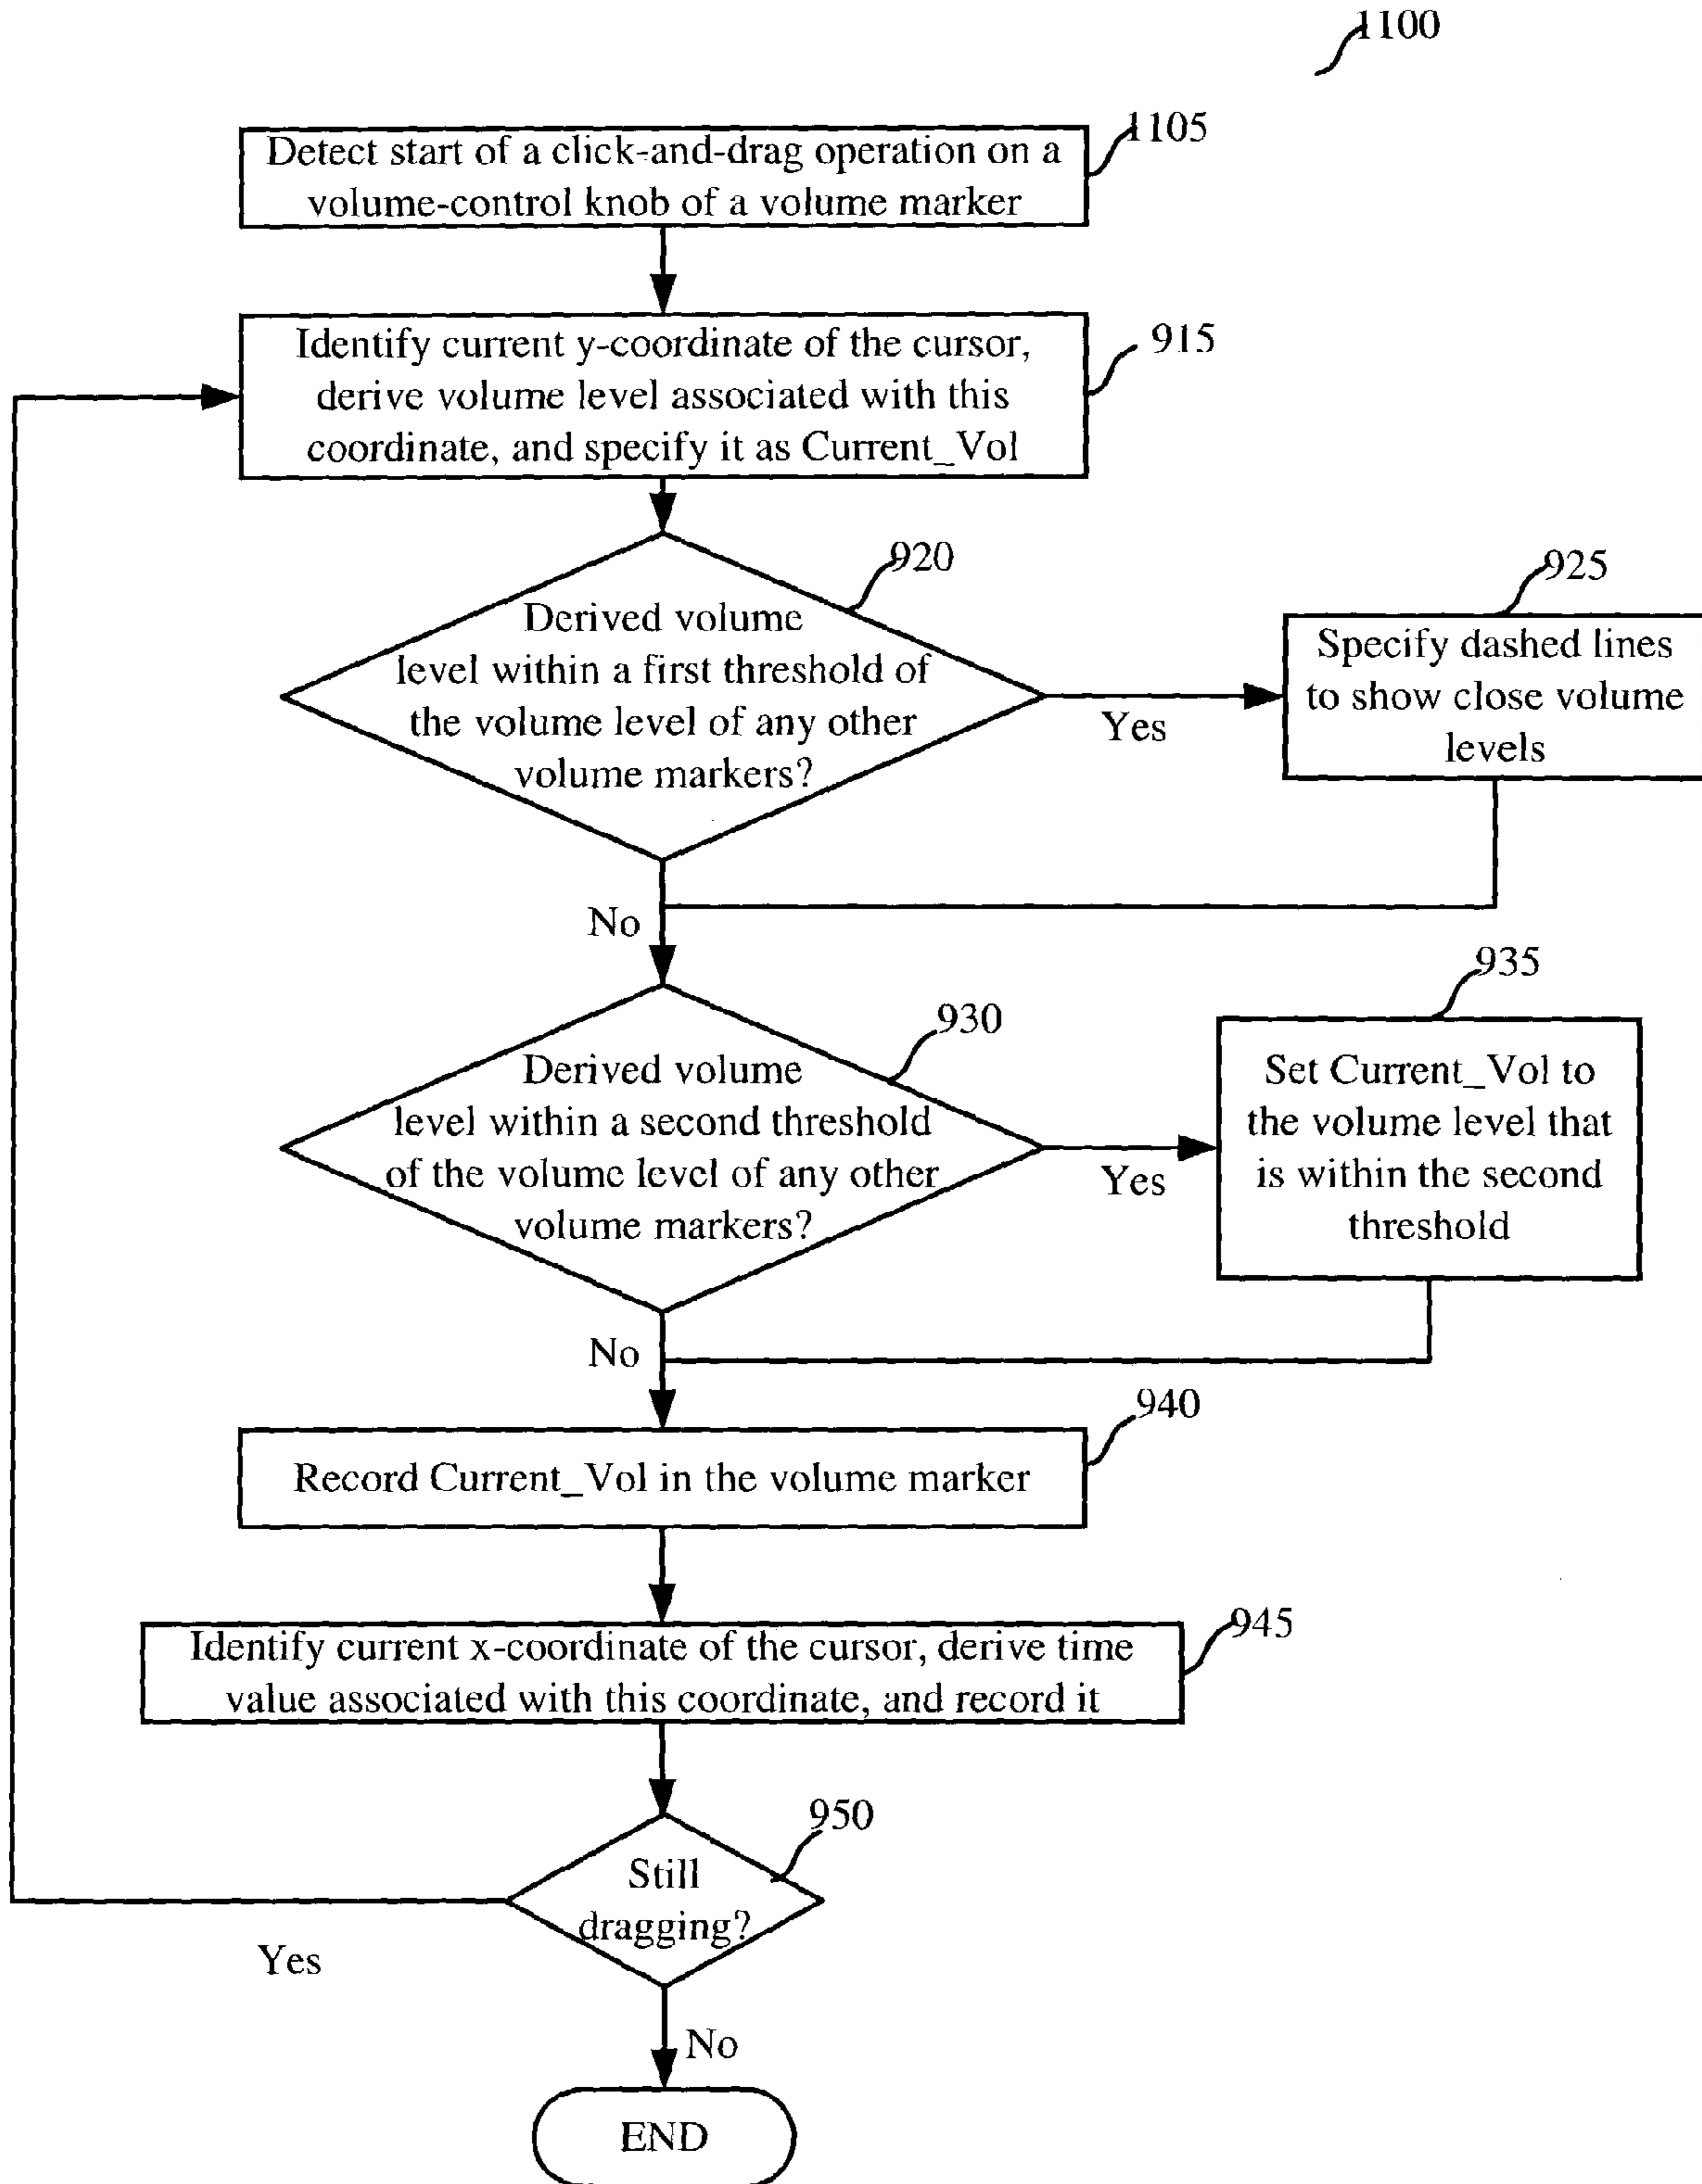 1100
1105
Detect start of a click-and-drag operation on a
volume-control knob of a volume marker
915
Identify current y-coordinate of the cursor,
derive volume level associated with this
coordinate, and specify it as Current_Vol
920
Derived volume
level within a first threshold of
the volume level of any other
volume markers?
Yes
925
Specify dashed lines
to show close volume
levels
No
930
Derived volume
level within a second threshold
of the volume level of any other
volume markers?
Yes
935
Set Current_Vol to
the volume level that
is within the second
threshold
No
940
Record Current_Vol in the volume marker
945
Identify current x-coordinate of the cursor, derive time
value associated with this coordinate, and record it
950
Still
dragging?
Yes
No
END